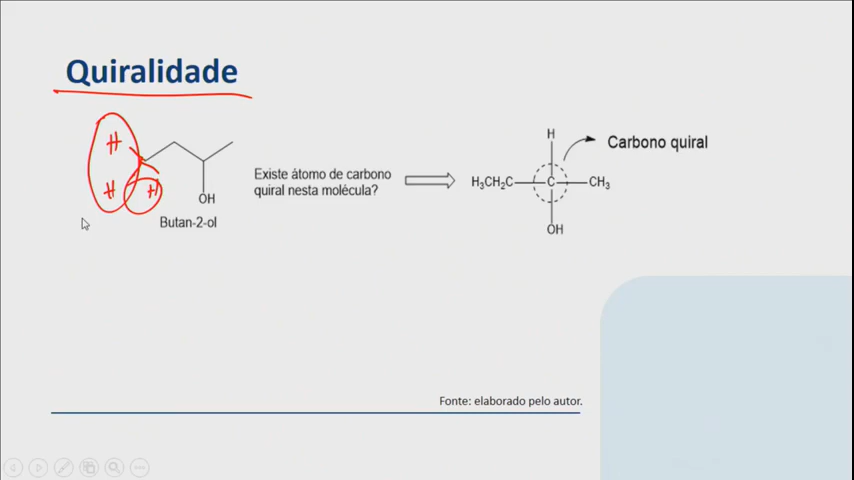 Quiralidade
H
H
H
OH
Butan-2-ol
Existe átomo de carbono
quiral nesta molécula?
H
Carbono quiral
H₃CH₂C
C
CH₃
OH
Fonte: elaborado pelo autor.